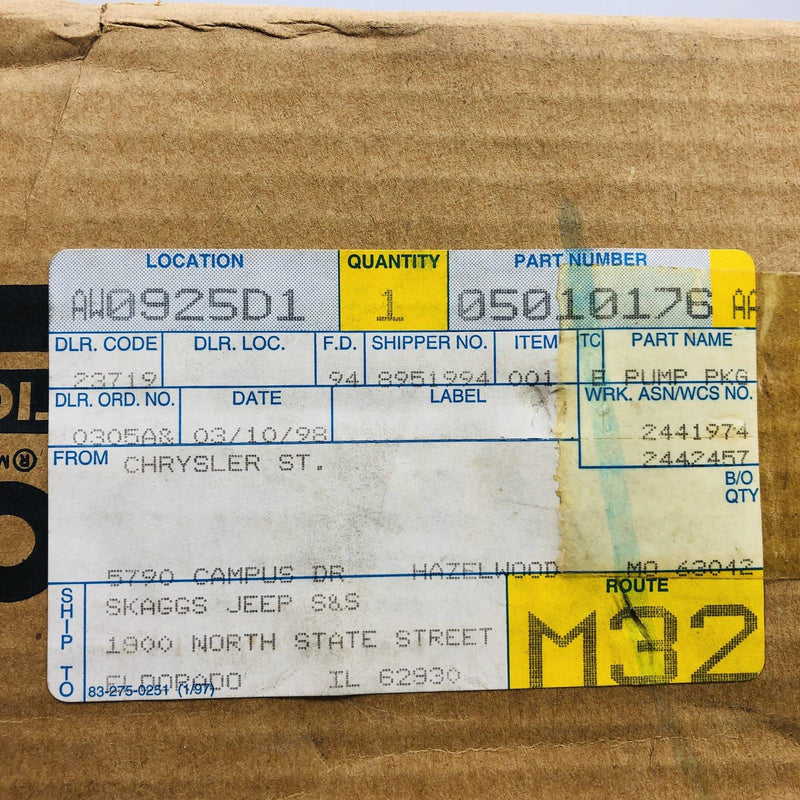 LOCATION QUANTITY PART NUMBER
AW0925D1 1 05010176 AA
DLR. CODE DLR. LOC. F.D. SHIPPER NO. ITEM TC PART NAME
23719 94 8951994 001 E PUMP PKG
DLR. ORD. NO. DATE LABEL WRK. ASN/WCS NO.
0305A& 03/10/98 2441974
2442457
FROM CHRYSLER ST.
B/O
QTY
5790 CAMPUS DR HAZELWOOD MO 63042
SHIP TO SKAGGS JEEP S&S ROUTE
1900 NORTH STATE STREET M32
ELDORADO IL 62930
83-275-0251 (1/97)